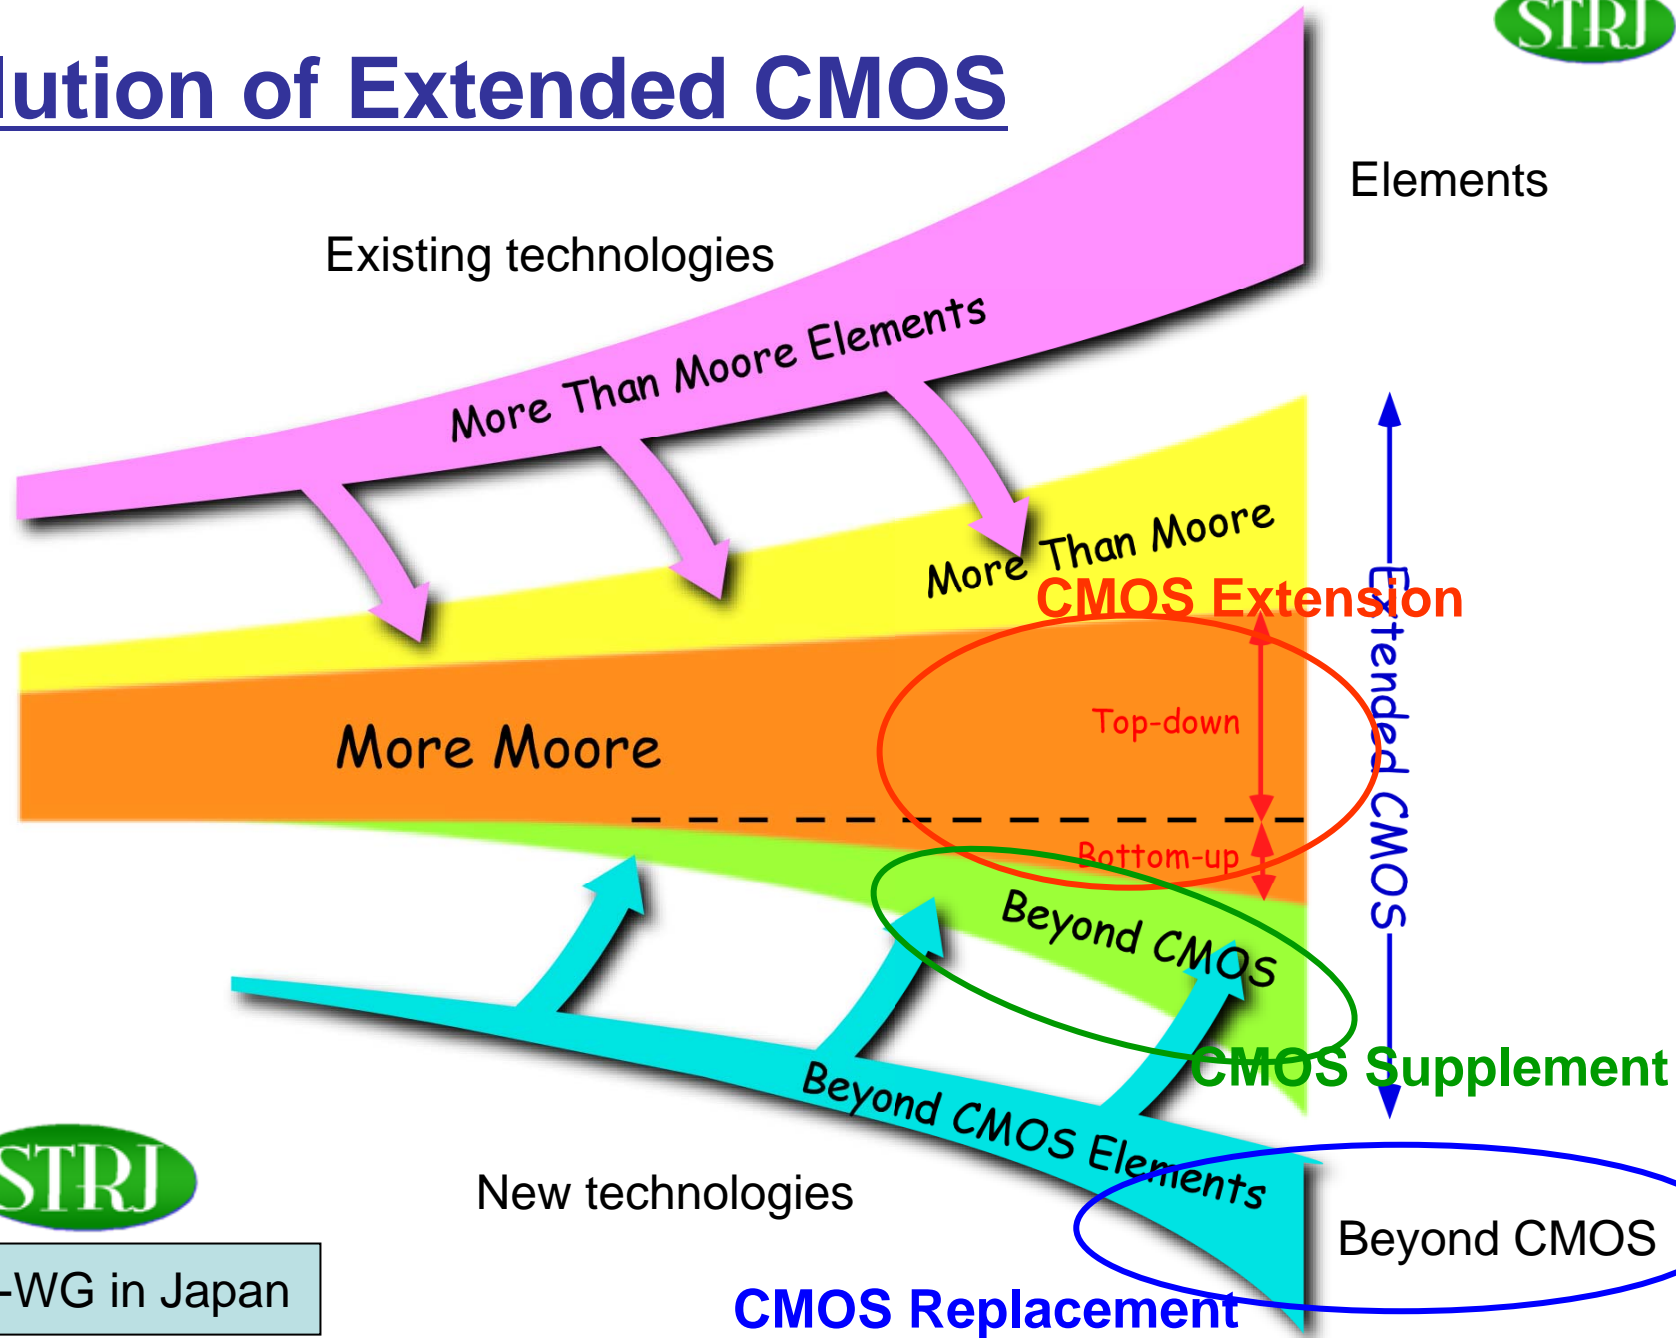 STRJ
lution of Extended CMOS
Elements
Existing technologies
More Than Moore Elements
More Than Moore
CMOS Extension
Extended CMOS
Top-down
More Moore
Bottom-up
Beyond CMOS
CMOS Supplement
Beyond CMOS Elements
STRJ
New technologies
Beyond CMOS
-WG in Japan
CMOS Replacement